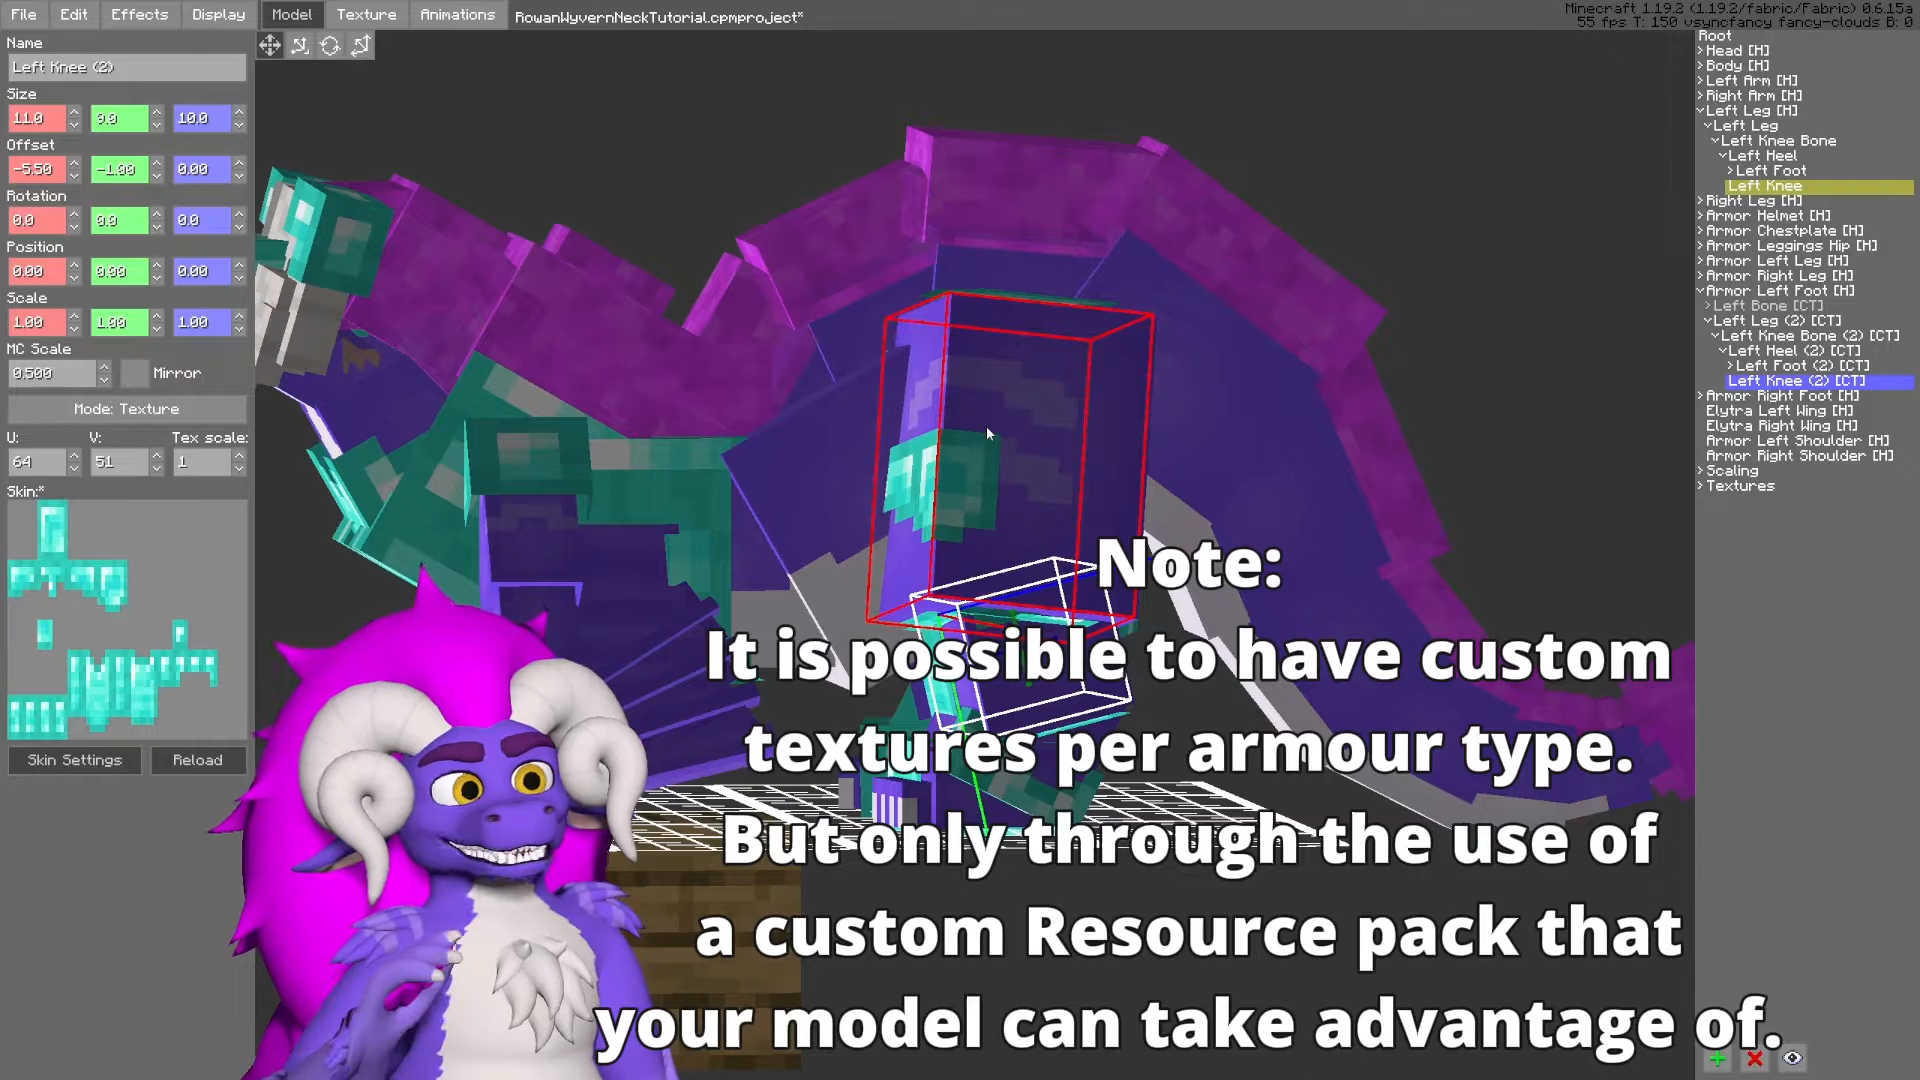 File Edit Effects Display Model Texture Animations RowanWyvernNeckTutorial.cpmproject*
Minecraft 1.19.2 (1.19.2/fabric/Fabric) 0.6.15a
55 fps T: 150 vsyncfancy fancy-clouds B: 0
Name
Left Knee (2)
Size
11.0 9.0 10.0
Offset
-5.50 -1.00 0.00
Rotation
0.0 0.0 0.0
Position
0.00 0.00 0.00
Scale
1.00 1.00 1.00
MC Scale
0.500 Mirror
Mode: Texture
U: V: Tex scale:
64 51 1
Skin:*
Skin Settings Reload
Root
Head [H]
Body [H]
Left Arm [H]
Right Arm [H]
Left Leg [H]
Left Leg
Left Knee Bone
Left Heel
Left Foot
Left Knee
Right Leg [H]
Armor Helmet [H]
Armor Chestplate [H]
Armor Leggings Hip [H]
Armor Left Leg [H]
Armor Right Leg [H]
Armor Left Foot [H]
Left Bone [CT]
Left Leg (2) [CT]
Left Knee Bone (2) [CT]
Left Heel (2) [CT]
Left Foot (2) [CT]
Left Knee (2) [CT]
Armor Right Foot [H]
Elytra Left Wing [H]
Elytra Right Wing [H]
Armor Left Shoulder [H]
Armor Right Shoulder [H]
Scaling
Textures
Note:
It is possible to have custom
textures per armour type.
But only through the use of
a custom Resource pack that
your model can take advantage of.